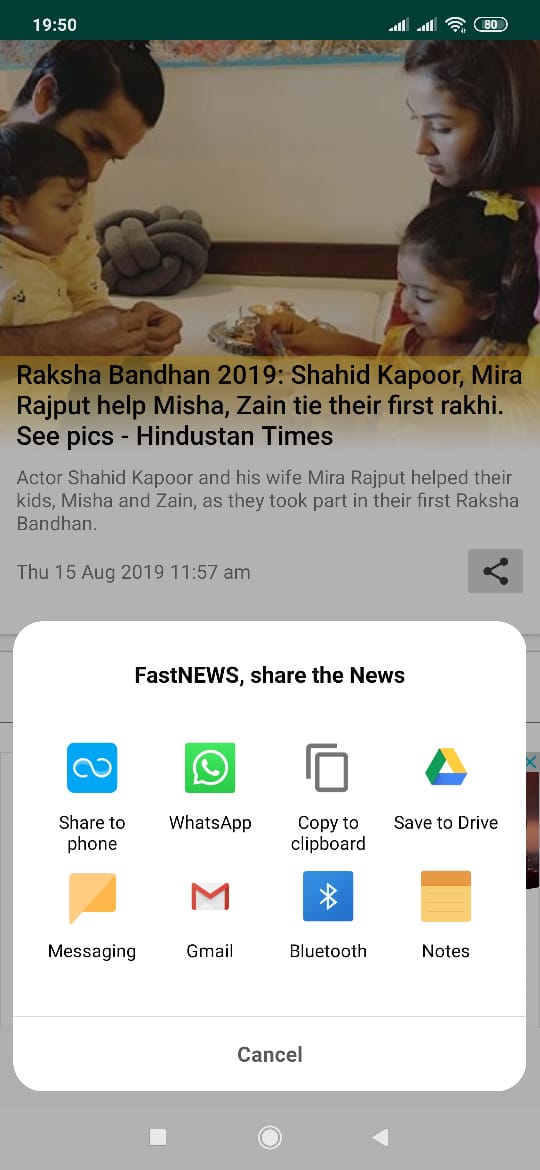 19:50
80
Raksha Bandhan 2019: Shahid Kapoor, Mira
Rajput help Misha, Zain tie their first rakhi.
See pics - Hindustan Times
Actor Shahid Kapoor and his wife Mira Rajput helped their
kids, Misha and Zain, as they took part in their first Raksha
Bandhan.
Thu 15 Aug 2019 11:57 am
FastNEWS, share the News
Share to
phone
WhatsApp
Copy to
clipboard
Save to Drive
Messaging
Gmail
Bluetooth
Notes
Cancel